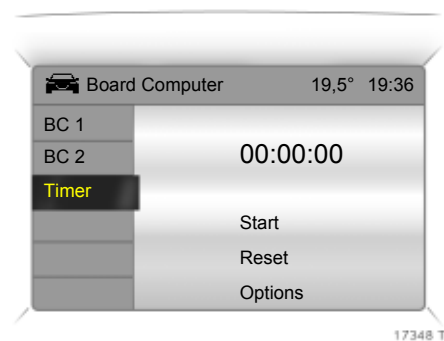 Board Computer 19,5° 19:36
BC 1
BC 2
00:00:00
Timer
Start
Reset
Options
17348 T